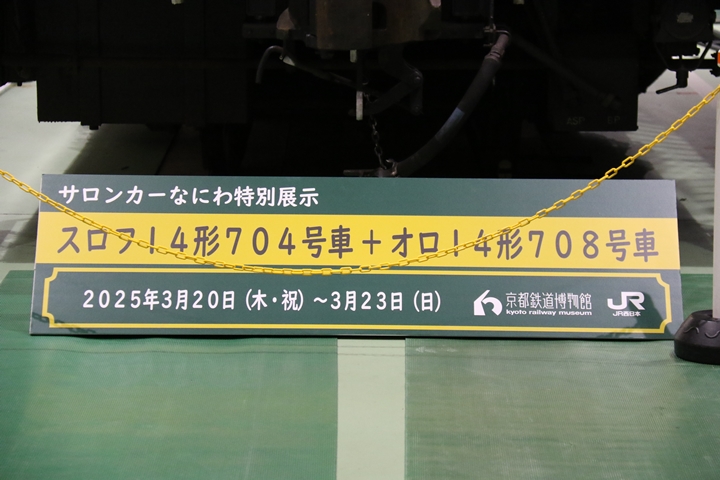 サロンカーなにわ特別展示
スロフ14形704号車+オロ14形708号車
2025年3月20日(木・祝)~3月23日(日)
京都鉄道博物館
kyoto railway museum
JR
JR西日本